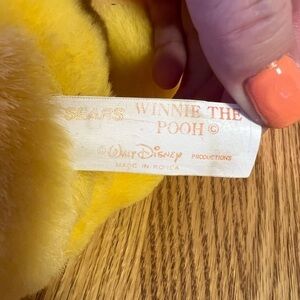 SEARS WINNIE THE
POOH ©
© WALT DISNEY PRODUCTIONS
MADE IN KOREA